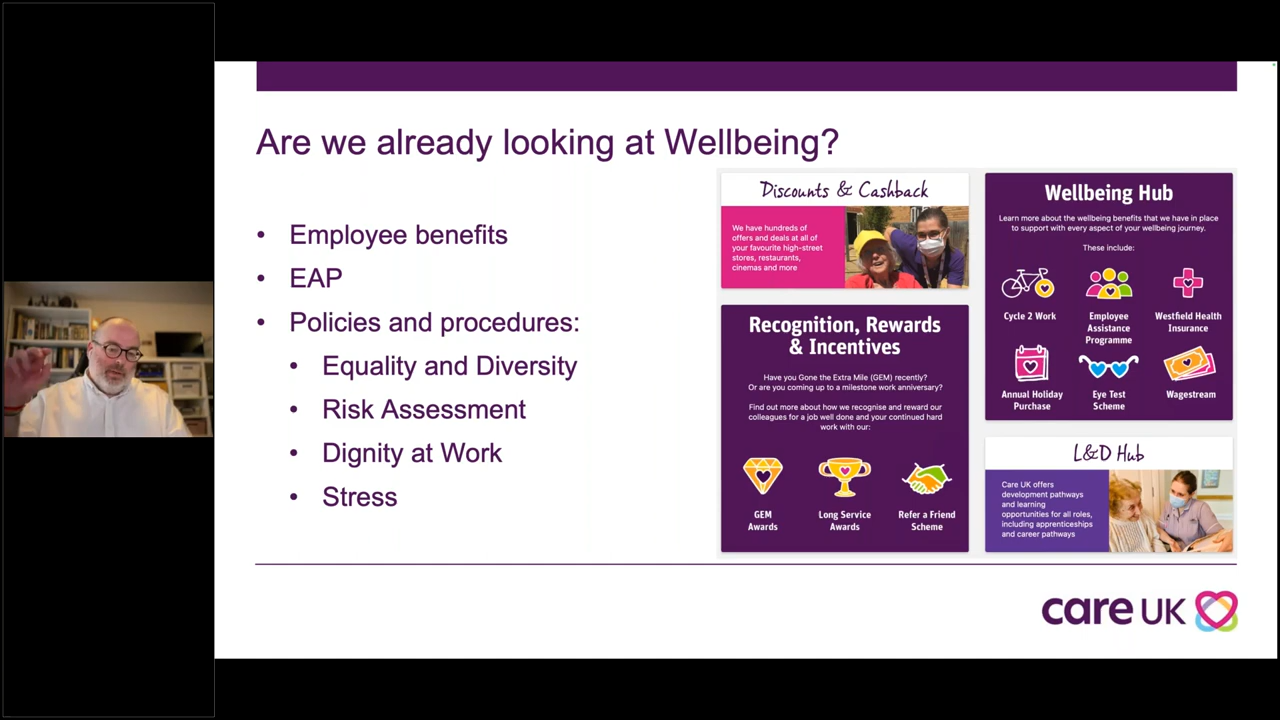 Are we already looking at Wellbeing?
• Employee benefits
• EAP
• Policies and procedures:
• Equality and Diversity
• Risk Assessment
• Dignity at Work
• Stress
Discounts & Cashback
We have hundreds of
offers and deals at all of
your favourite high-street
stores, restaurants,
cinemas and more
Recognition, Rewards
& Incentives
Have you Gone the Extra Mile (GEM) recently?
Or are you coming up to a milestone work anniversary?
Find out more about how we recognise and reward our
colleagues for a job well done and your continued hard
work with our:
GEM
Awards
Long Service
Awards
Refer a Friend
Scheme
Wellbeing Hub
Learn more about the wellbeing benefits that we have in place
to support with every aspect of your wellbeing journey.
These include:
Cycle 2 Work
Employee
Assistance
Programme
Westfield Health
Insurance
Annual Holiday
Purchase
Eye Test
Scheme
Wagestream
L&D Hub
Care UK offers
development pathways
and learning
opportunities for all roles,
including apprenticeships
and career pathways
care UK